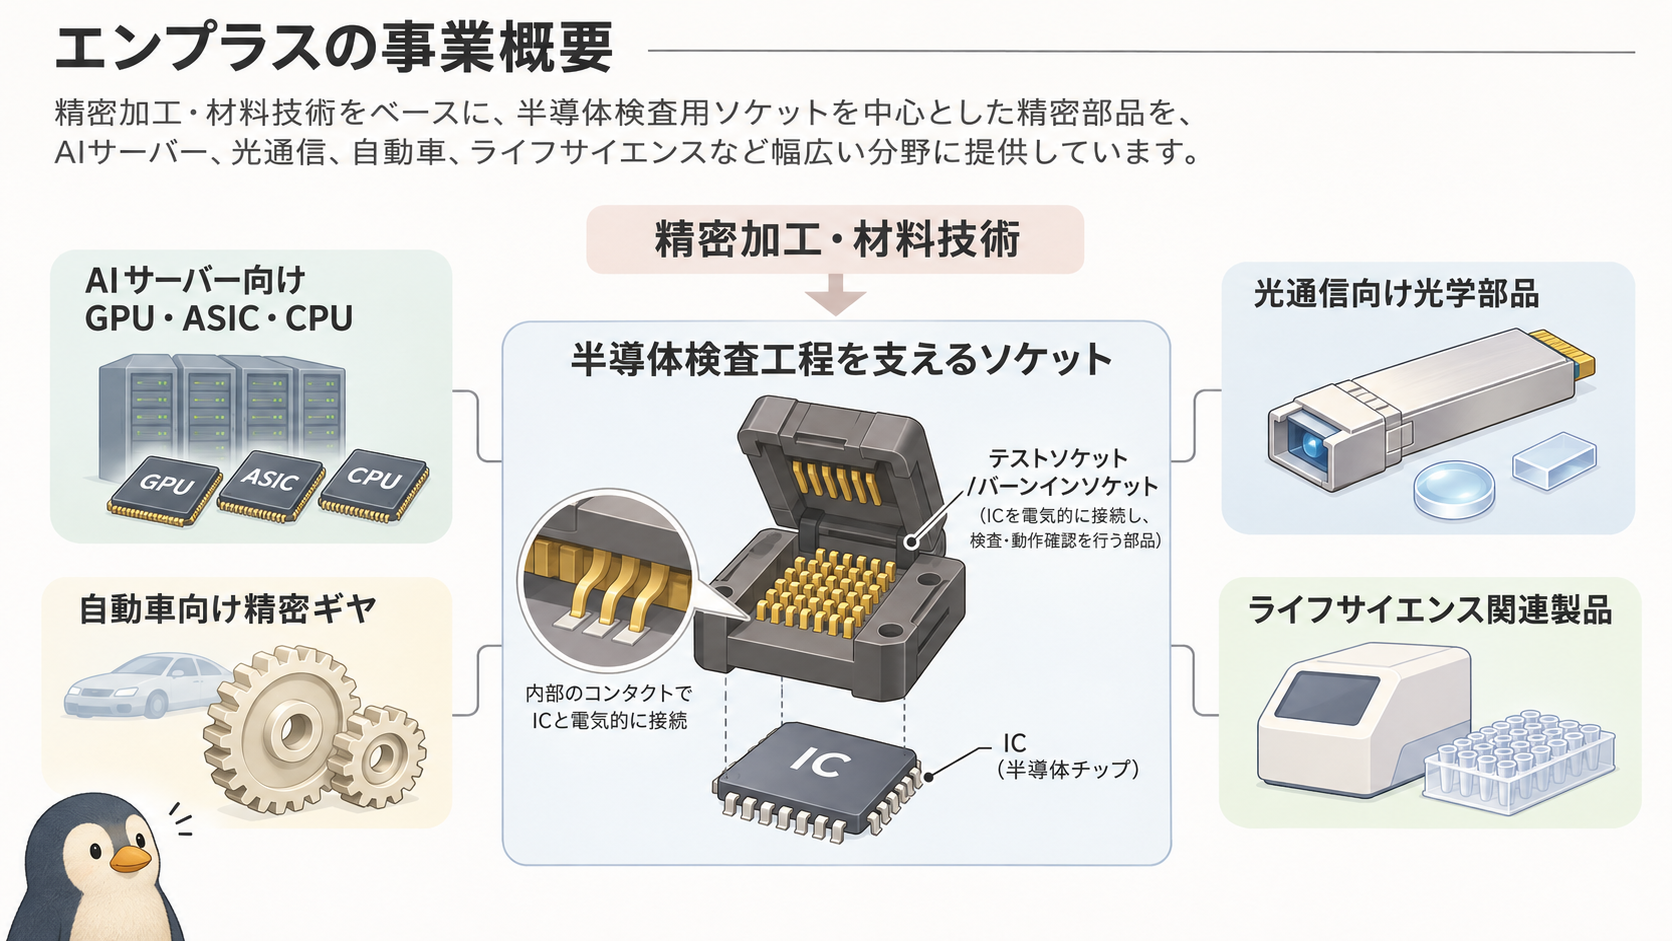 エンプラスの事業概要
精密加工・材料技術をベースに、半導体検査用ソケットを中心とした精密部品を、
AIサーバー、光通信、自動車、ライフサイエンスなど幅広い分野に提供しています。
精密加工・材料技術
AIサーバー向け
GPU・ASIC・CPU
GPU
ASIC
CPU
自動車向け精密ギヤ
半導体検査工程を支えるソケット
テストソケット
/バーンインソケット
(ICを電気的に接続し、
検査・動作確認を行う部品)
内部のコンタクトで
ICと電気的に接続
IC
IC
(半導体チップ)
光通信向け光学部品
ライフサイエンス関連製品